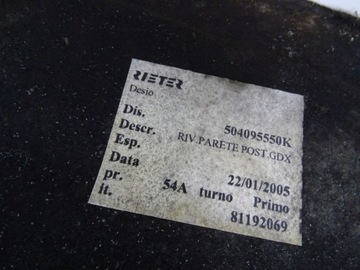 RIETER
Desio
Dis. 504095550K
Descr. RIV.PARETE POST.GDX
Esp.
Data 22/01/2005
pr. 54A turno Primo
it. 81192069